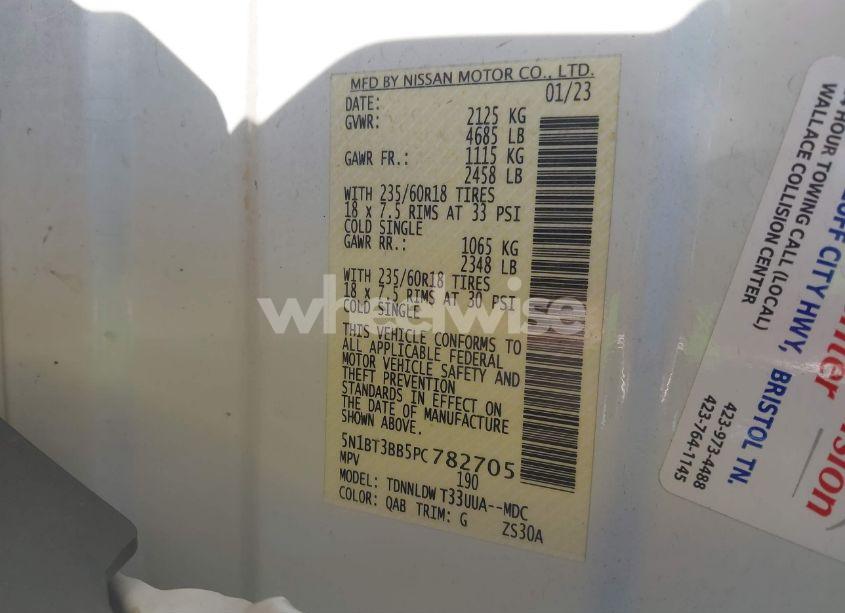 MFD BY NISSAN MOTOR CO., LTD.
DATE: 01/23
GVWR: 2125 KG
4685 LB
GAWR FR.: 1115 KG
2458 LB
WITH 235/60R18 TIRES
18 x 7.5 RIMS AT 33 PSI
COLD SINGLE
GAWR RR.: 1065 KG
2348 LB
WITH 235/60R18 TIRES
18 x 7.5 RIMS AT 30 PSI
COLD SINGLE
THIS VEHICLE CONFORMS TO
ALL APPLICABLE FEDERAL
MOTOR VEHICLE SAFETY AND
THEFT PREVENTION
STANDARDS IN EFFECT ON
THE DATE OF MANUFACTURE
SHOWN ABOVE.
5N1BT3BB5PC782705
MPV 190
MODEL: TDNNLDW T33UUA--MDC
COLOR: QAB TRIM: G ZS30A
wheelwise
HOUR TOWING CALL (LOCAL)
WALLACE COLLISION CENTER
CITY HWY, BRISTOL TN.
423-973-4488
423-764-1145